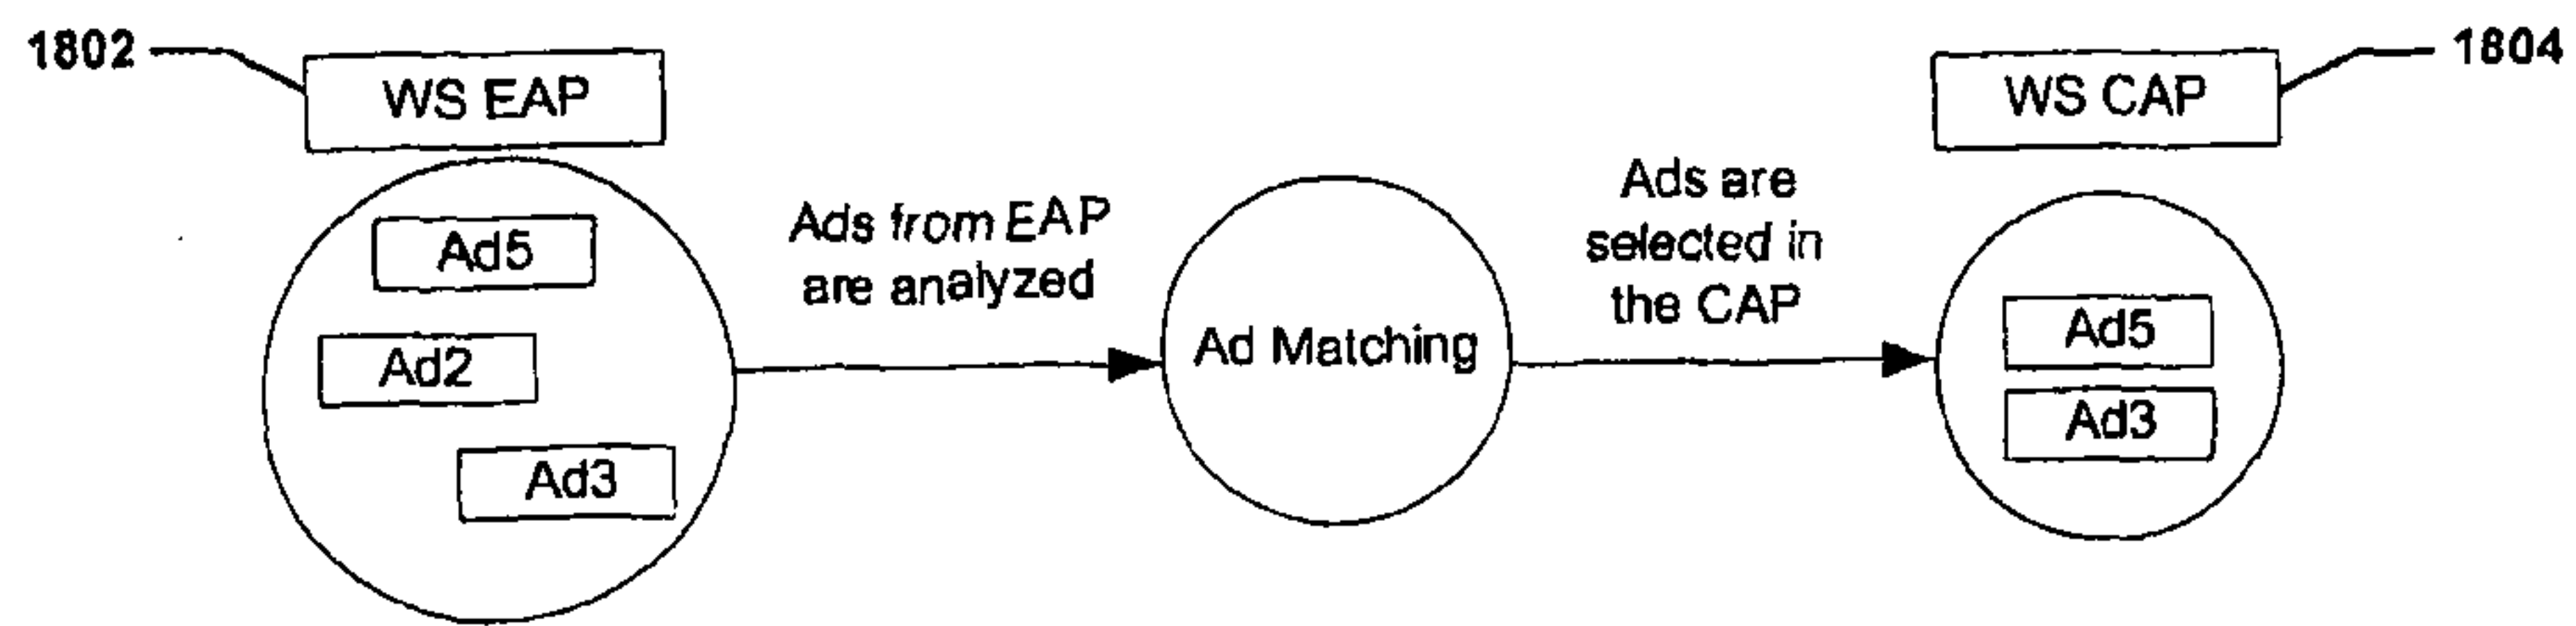 1802
WS EAP
Ad5
Ad2
Ad3
Ads from EAP
are analyzed
Ad Matching
Ads are
selected in
the CAP
WS CAP
1804
Ad5
Ad3